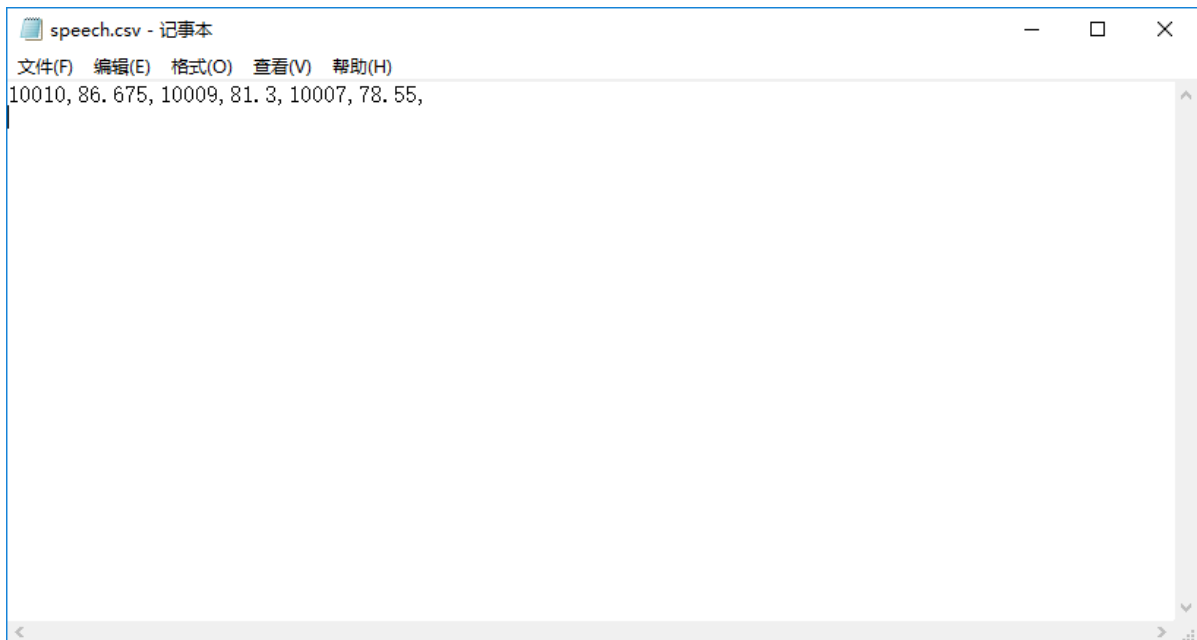 speech.csv - 记事本
文件(F) 编辑(E) 格式(O) 查看(V) 帮助(H)
10010,86.675,10009,81.3,10007,78.55,